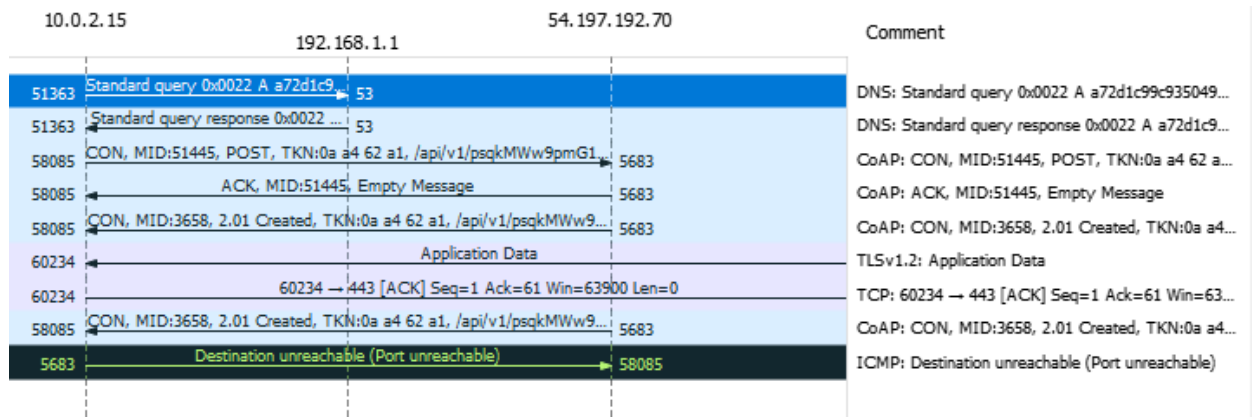 10.0.2.15 54.197.192.70
192.168.1.1
Comment
51363 Standard query 0x0022 A a72d1c9... 53 DNS: Standard query 0x0022 A a72d1c99c935049...
51363 Standard query response 0x0022 ... 53 DNS: Standard query response 0x0022 A a72d1c9...
58085 CON, MID:51445, POST, TKN:0a a4 62 a1, /api/v1/psqkMWw9pmG1... 5683 CoAP: CON, MID:51445, POST, TKN:0a a4 62 a...
58085 ACK, MID:51445, Empty Message 5683 CoAP: ACK, MID:51445, Empty Message
58085 CON, MID:3658, 2.01 Created, TKN:0a a4 62 a1, /api/v1/psqkMWw9... 5683 CoAP: CON, MID:3658, 2.01 Created, TKN:0a a4...
60234 Application Data TLSv1.2: Application Data
60234 60234 → 443 [ACK] Seq=1 Ack=61 Win=63900 Len=0 TCP: 60234 → 443 [ACK] Seq=1 Ack=61 Win=63...
58085 CON, MID:3658, 2.01 Created, TKN:0a a4 62 a1, /api/v1/psqkMWw9... 5683 CoAP: CON, MID:3658, 2.01 Created, TKN:0a a4...
5683 Destination unreachable (Port unreachable) 58085 ICMP: Destination unreachable (Port unreachable)